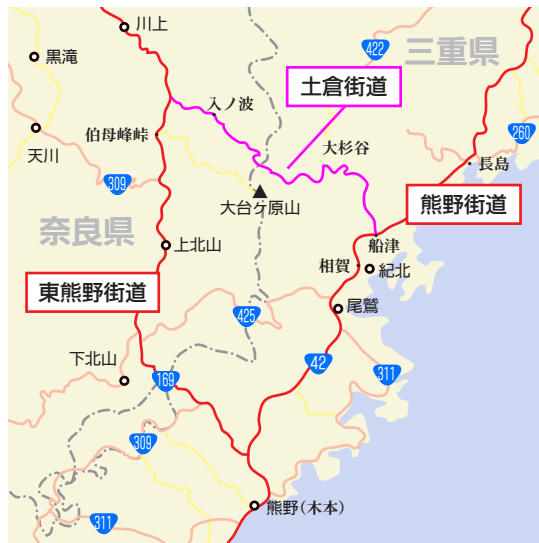 川上
422
三重県
黒滝
土倉街道
入ノ波
伯母峰峠
大杉谷
260
天川
長島
309
大台ケ原山
熊野街道
奈良県
船津
上北山
相賀
紀北
東熊野街道
尾鷲
425
下北山
42
311
169
309
熊野(木本)
311